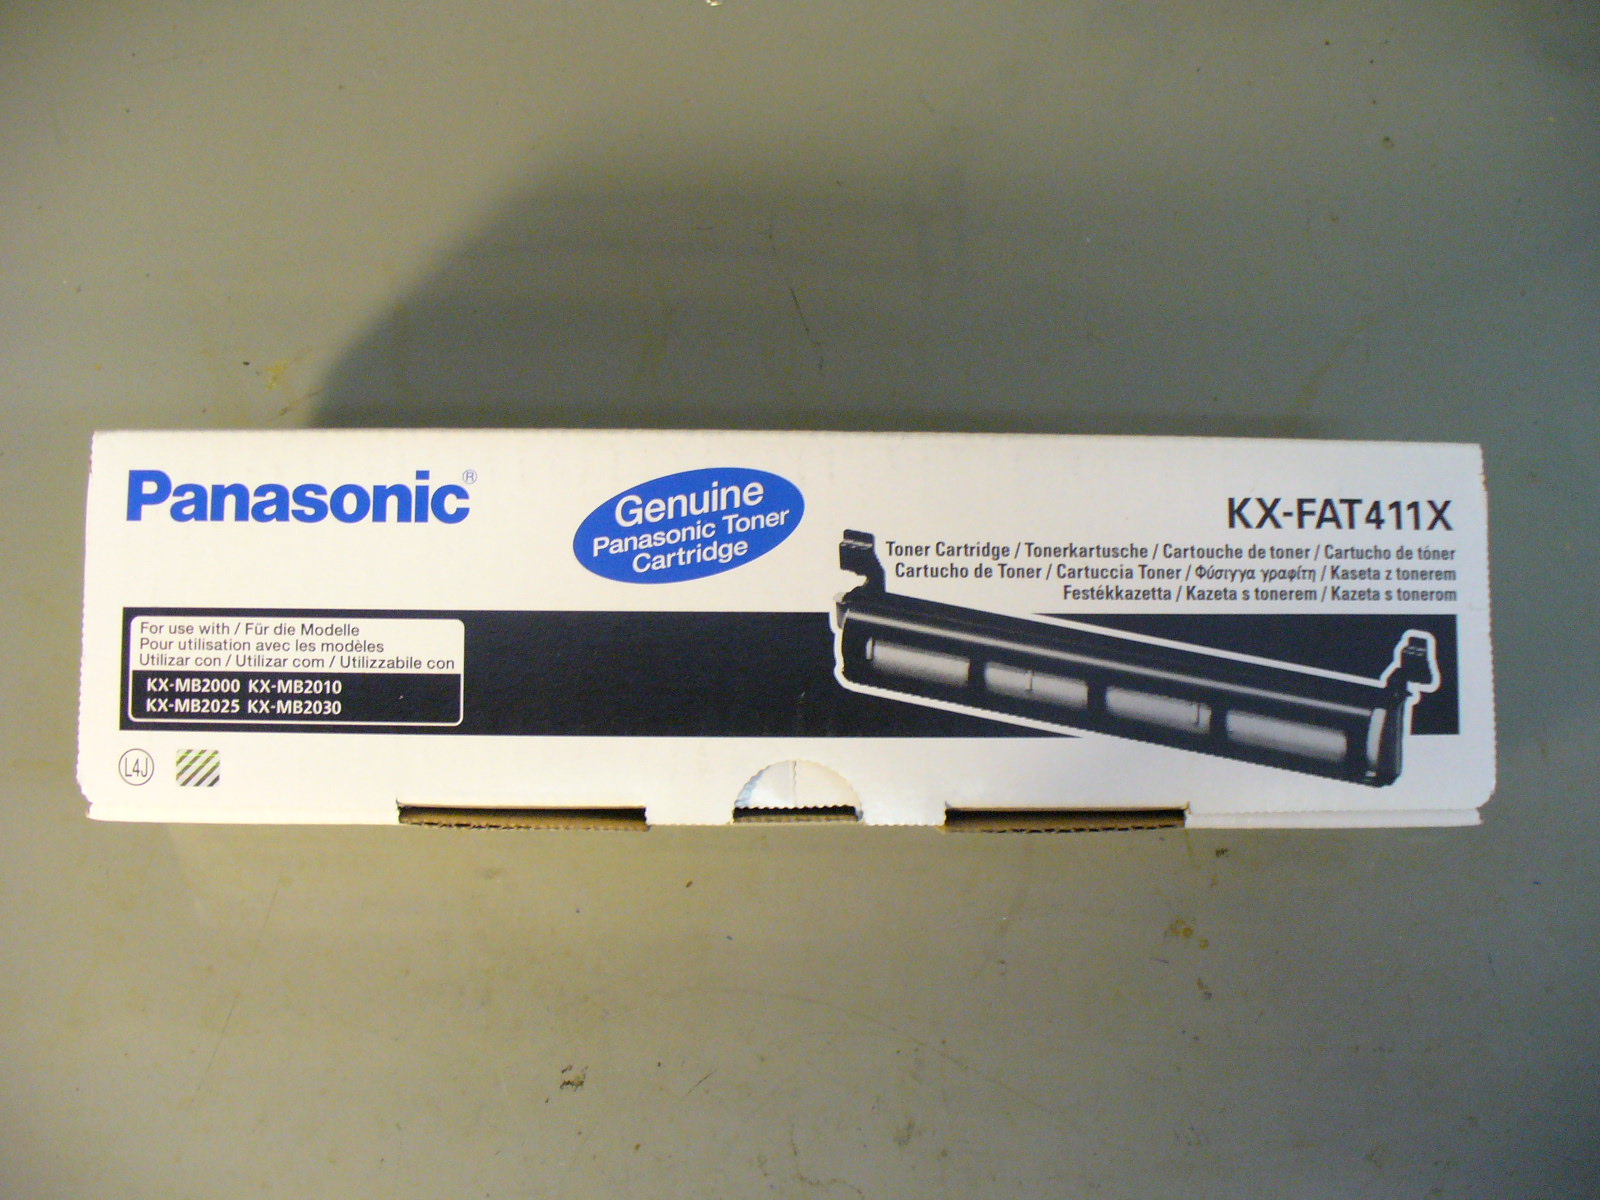 Panasonic®
Genuine
Panasonic Toner
Cartridge
KX-FAT411X
Toner Cartridge / Tonerkartusche / Cartouche de toner / Cartucho de tóner
Cartucho de Toner / Cartuccia Toner / Φύσιγγα γραφίτη / Kaseta z tonerem
Festékkazetta / Kazeta s tonerem / Kazeta s tonerom
For use with / Für die Modelle
Pour utilisation avec les modèles
Utilizar con / Utilizar com / Utilizzabile con
KX-MB2000 KX-MB2010
KX-MB2025 KX-MB2030
L4J